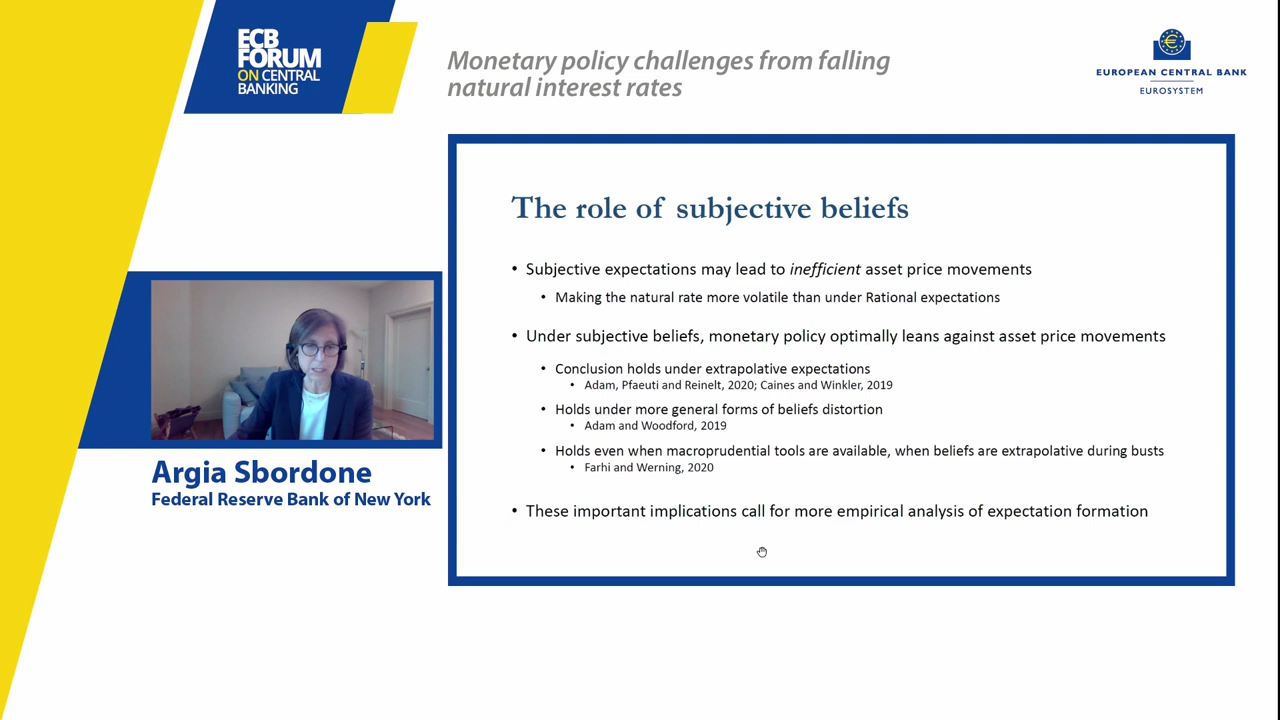 ECB
FORUM
ON CENTRAL
BANKING
Monetary policy challenges from falling
natural interest rates
EUROPEAN CENTRAL BANK
EUROSYSTEM
The role of subjective beliefs
• Subjective expectations may lead to inefficient asset price movements
• Making the natural rate more volatile than under Rational expectations
• Under subjective beliefs, monetary policy optimally leans against asset price movements
• Conclusion holds under extrapolative expectations
• Adam, Pfaeuti and Reinelt, 2020; Caines and Winkler, 2019
• Holds under more general forms of beliefs distortion
• Adam and Woodford, 2019
• Holds even when macroprudential tools are available, when beliefs are extrapolative during busts
• Farhi and Werning, 2020
• These important implications call for more empirical analysis of expectation formation
Argia Sbordone
Federal Reserve Bank of New York